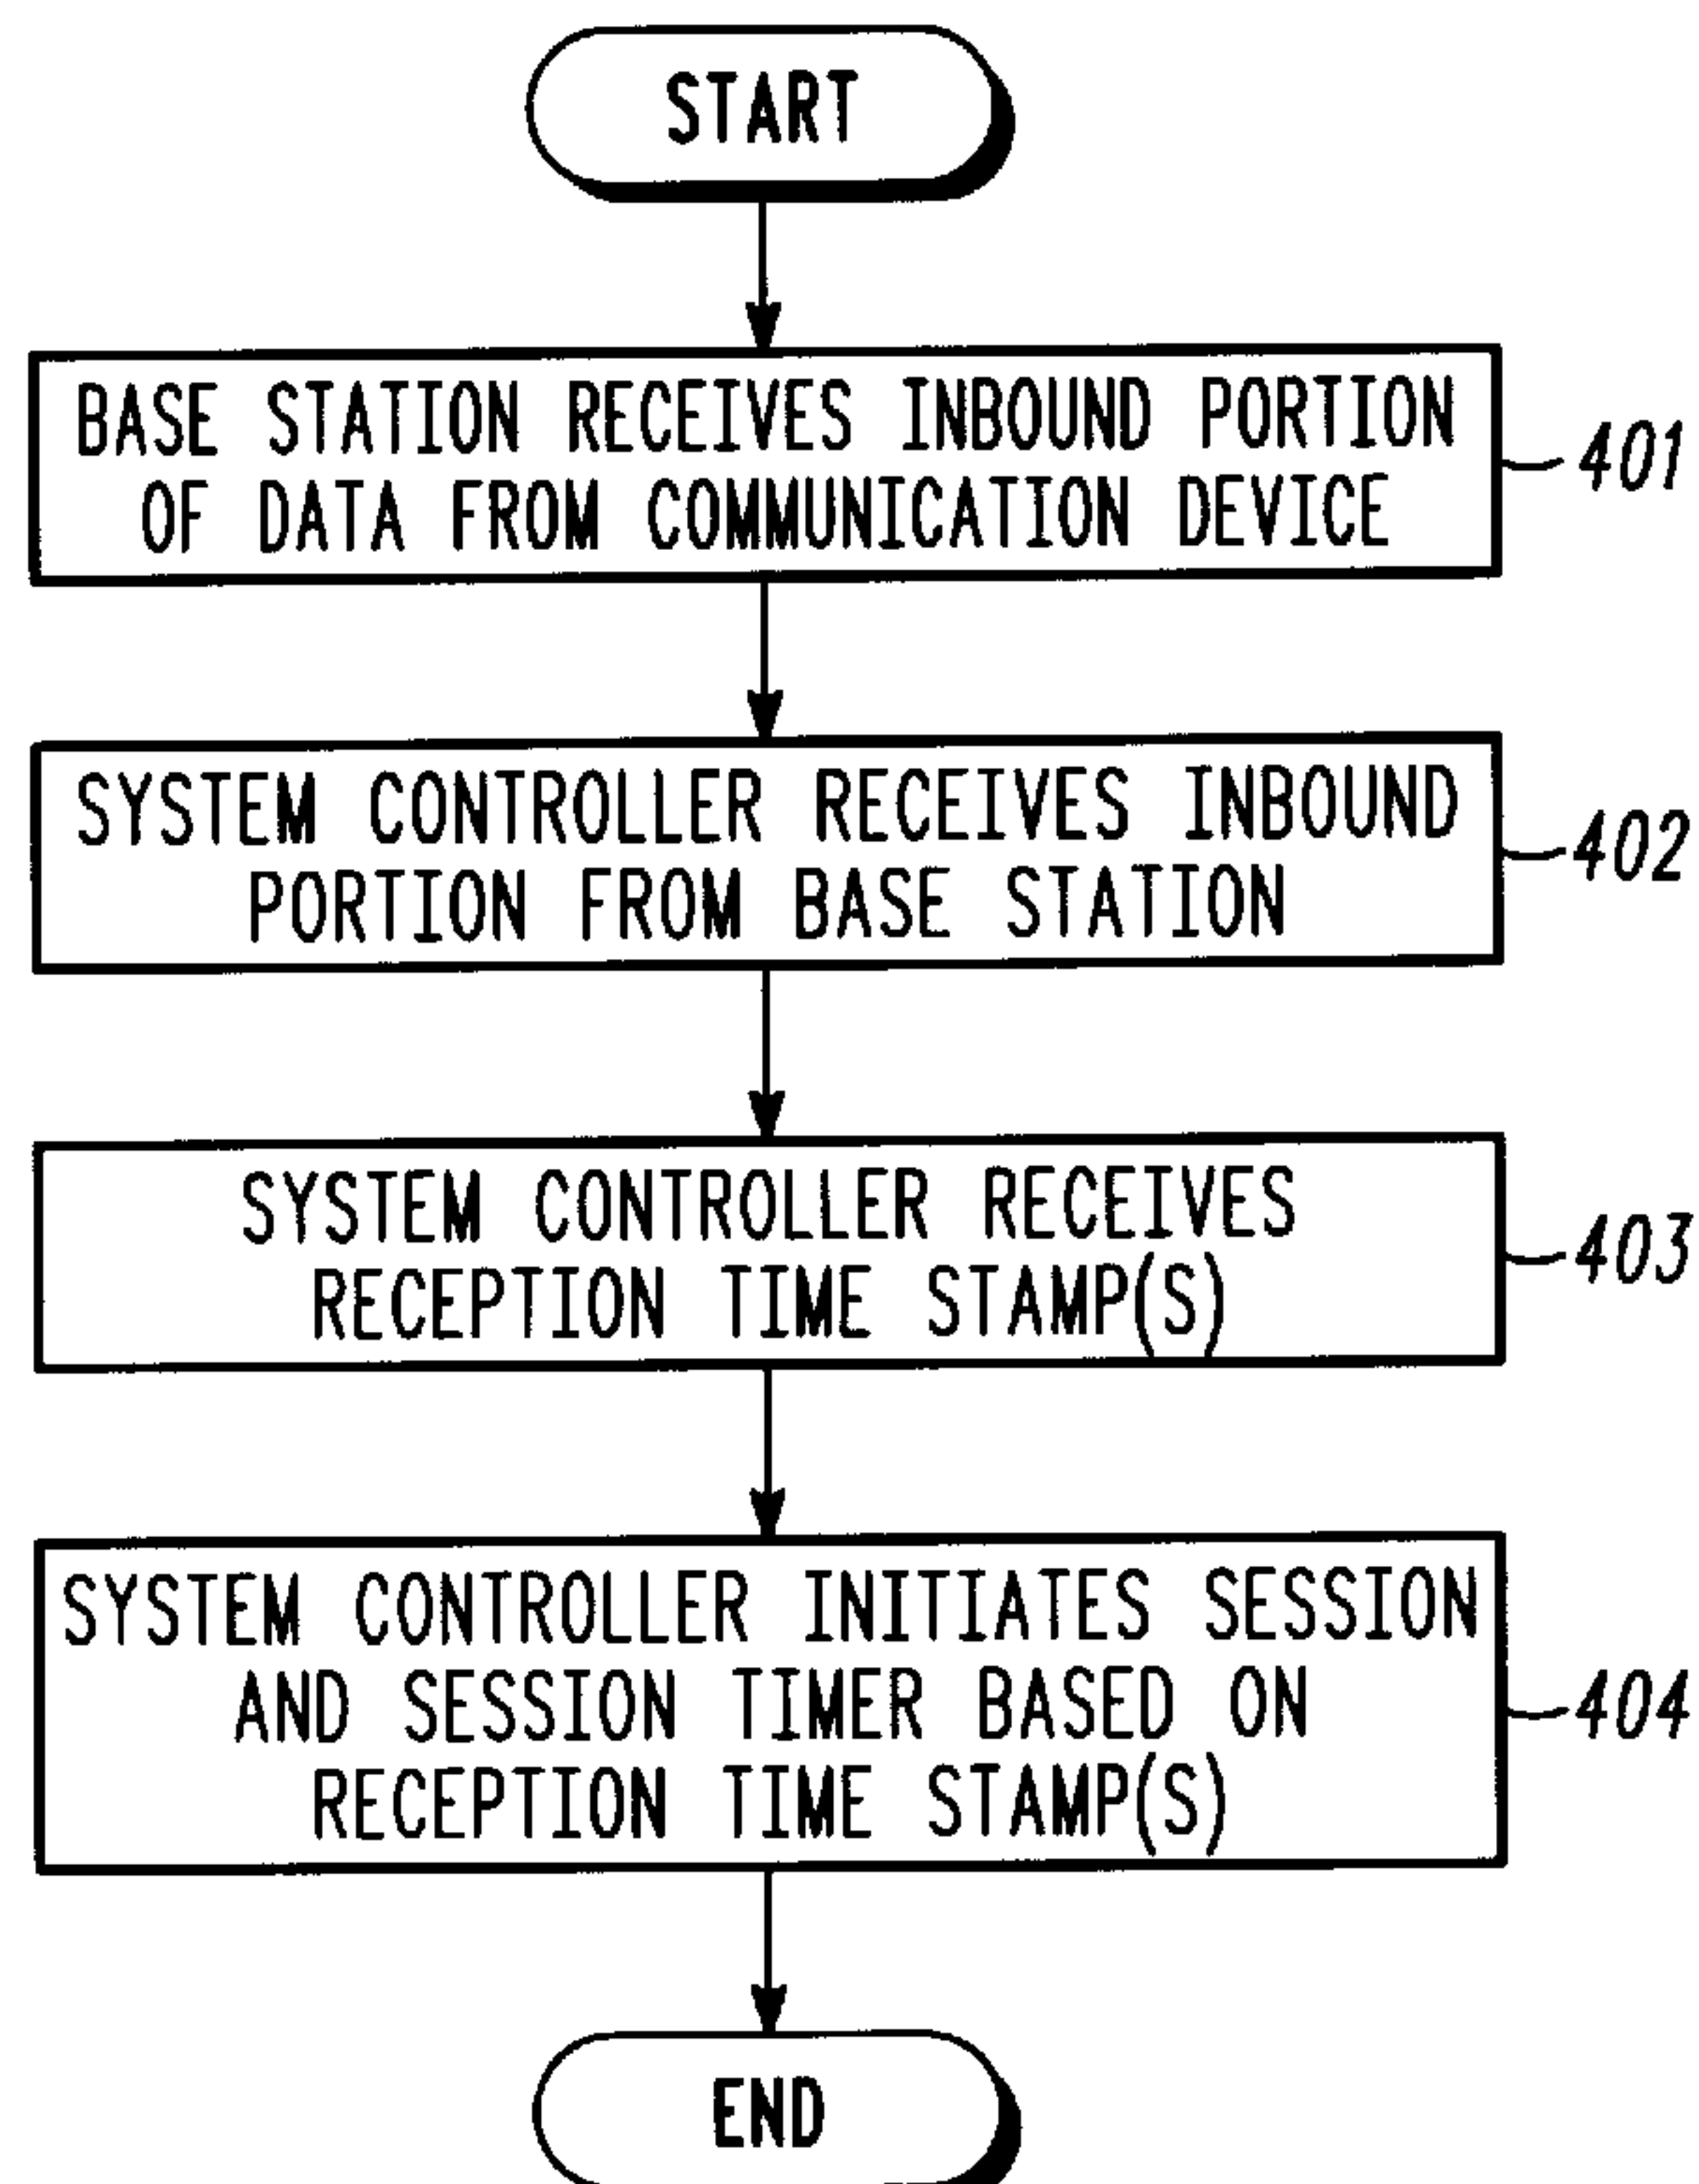 START
BASE STATION RECEIVES INBOUND PORTION
OF DATA FROM COMMUNICATION DEVICE
401
SYSTEM CONTROLLER RECEIVES INBOUND
PORTION FROM BASE STATION
402
SYSTEM CONTROLLER RECEIVES
RECEPTION TIME STAMP(S)
403
SYSTEM CONTROLLER INITIATES SESSION
AND SESSION TIMER BASED ON
RECEPTION TIME STAMP(S)
404
END